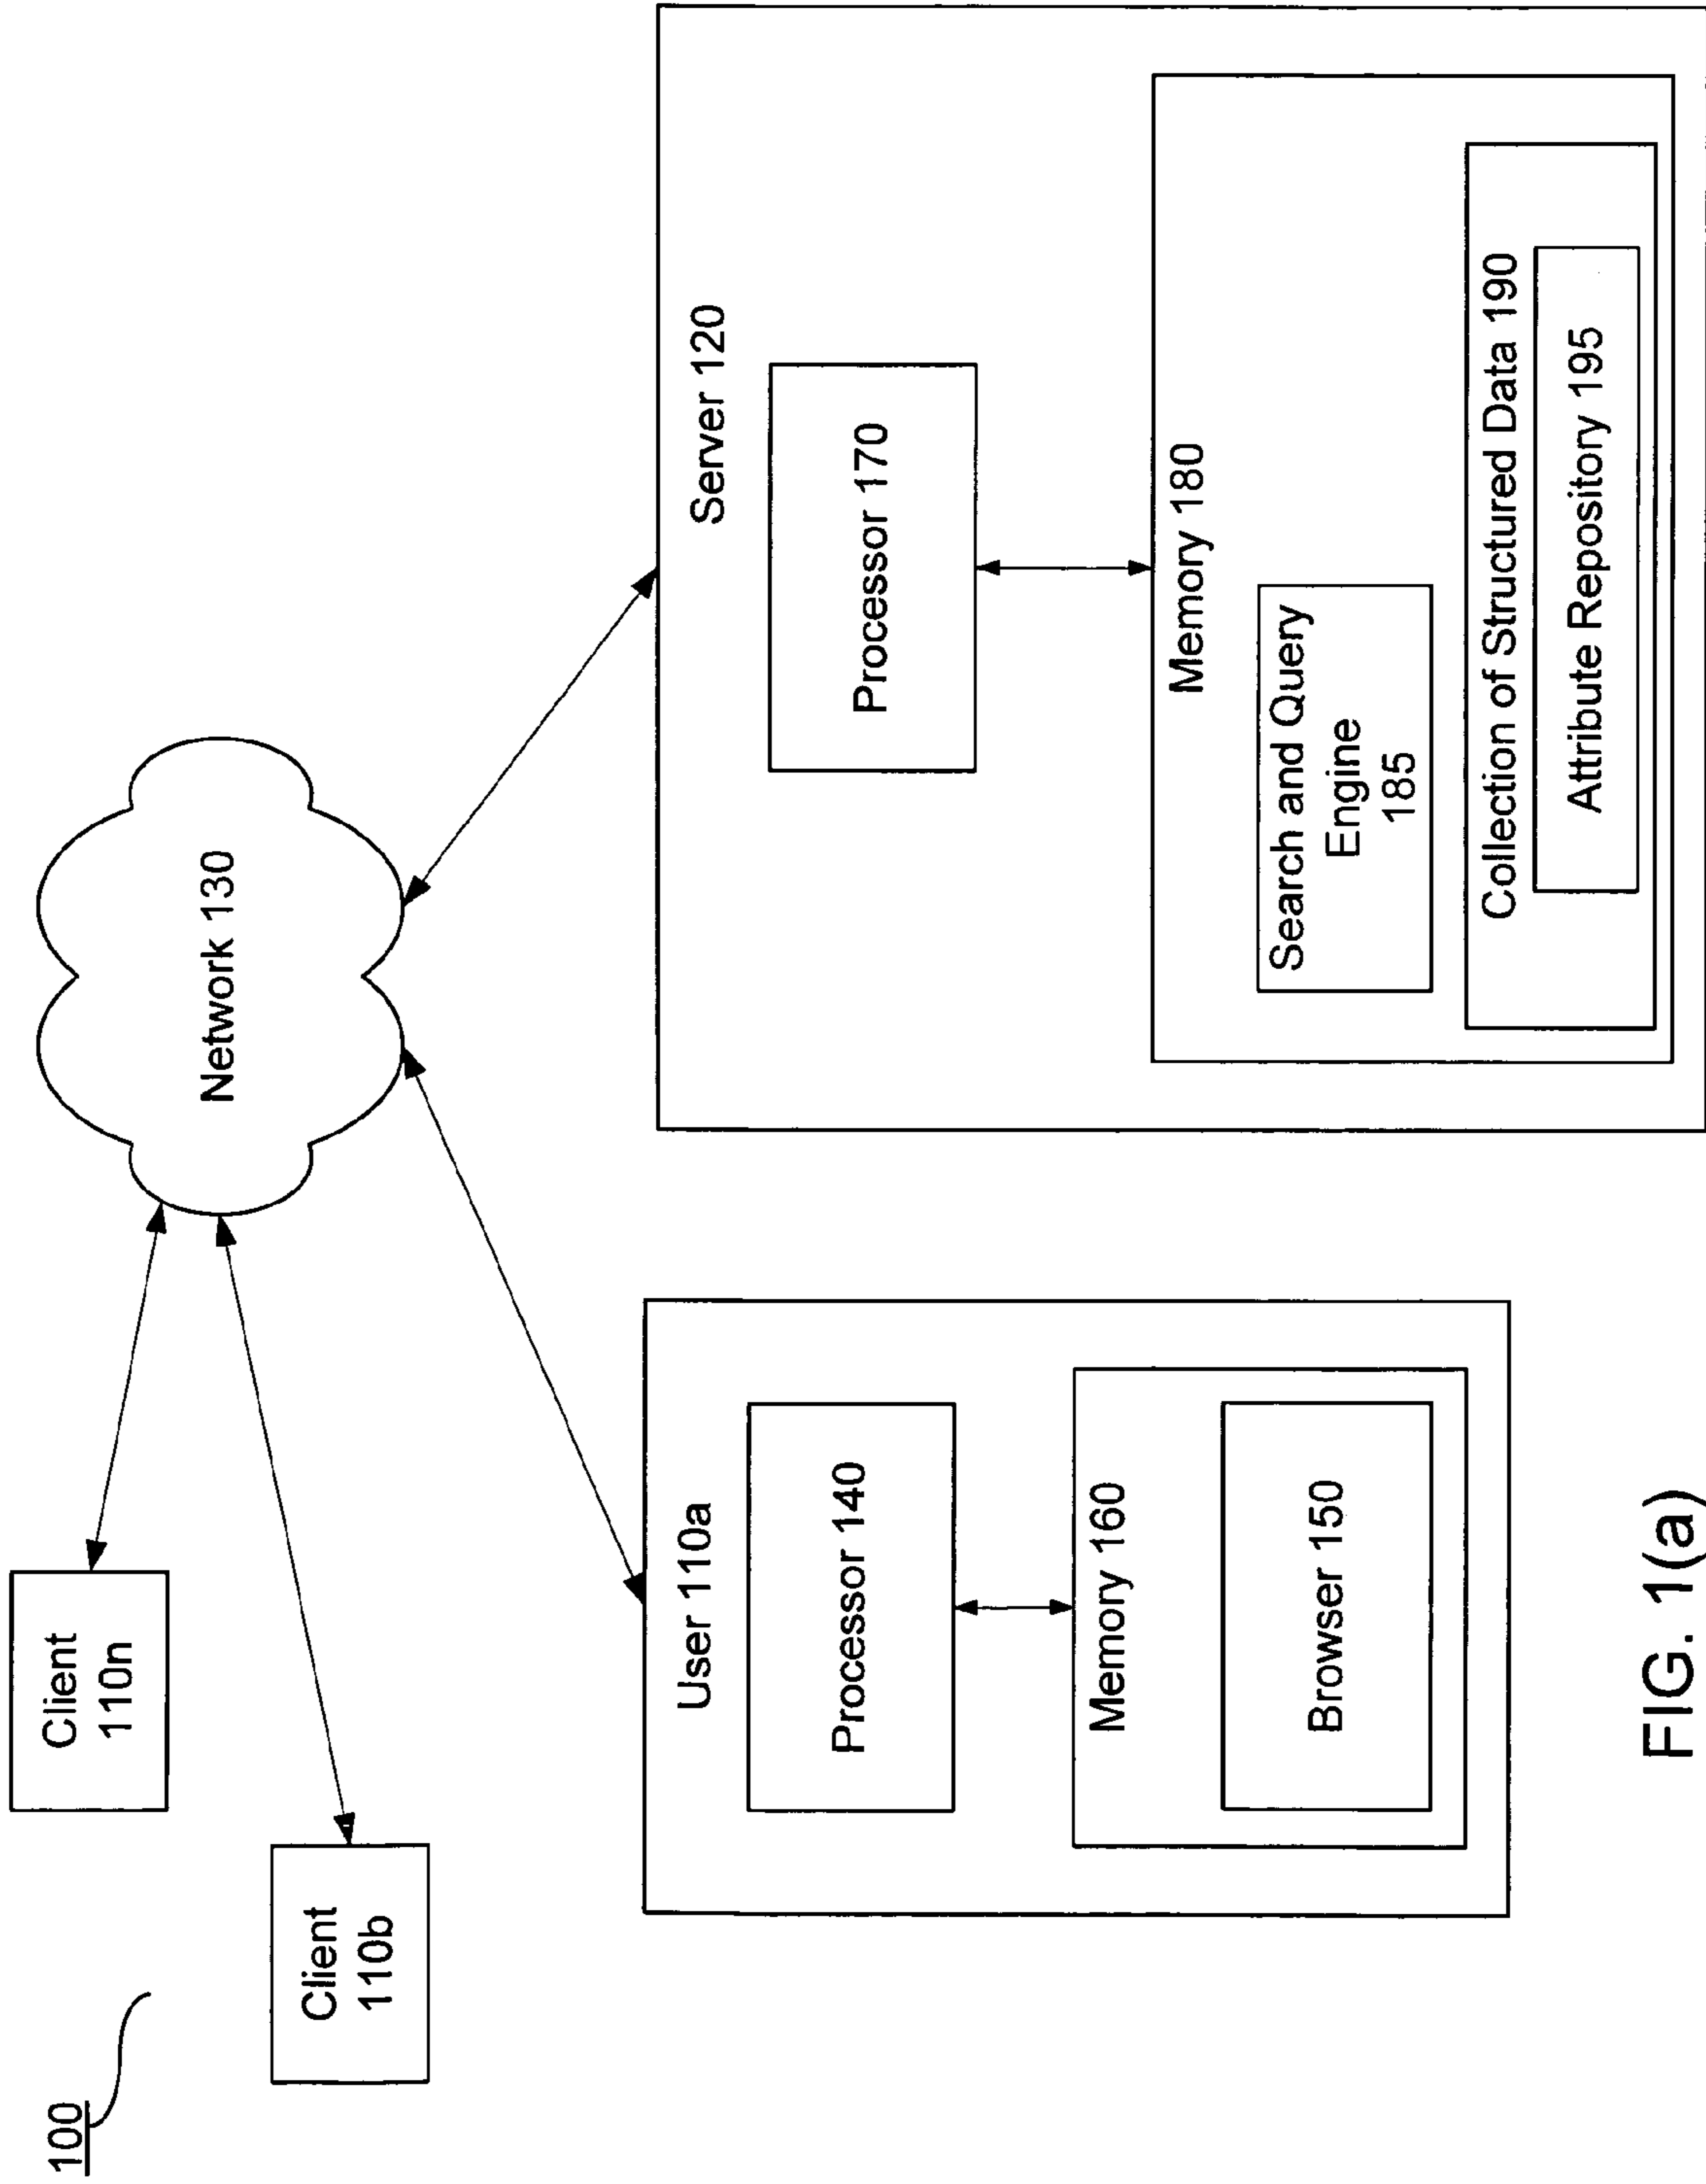 100
Client
110n
Client
110b
Network 130
User 110a
Processor 140
Memory 160
Browser 150
Server 120
Processor 170
Memory 180
Search and Query
Engine
185
Collection of Structured Data 190
Attribute Repository 195
FIG. 1(a)